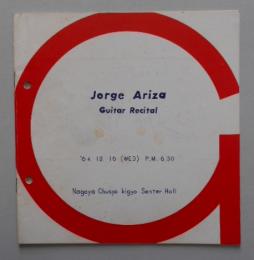 Jorge Ariza
Guitar Recital
'64 12 16 (WED) P.M. 6.30
Nagoya Chusyo kigyo Senter Hall